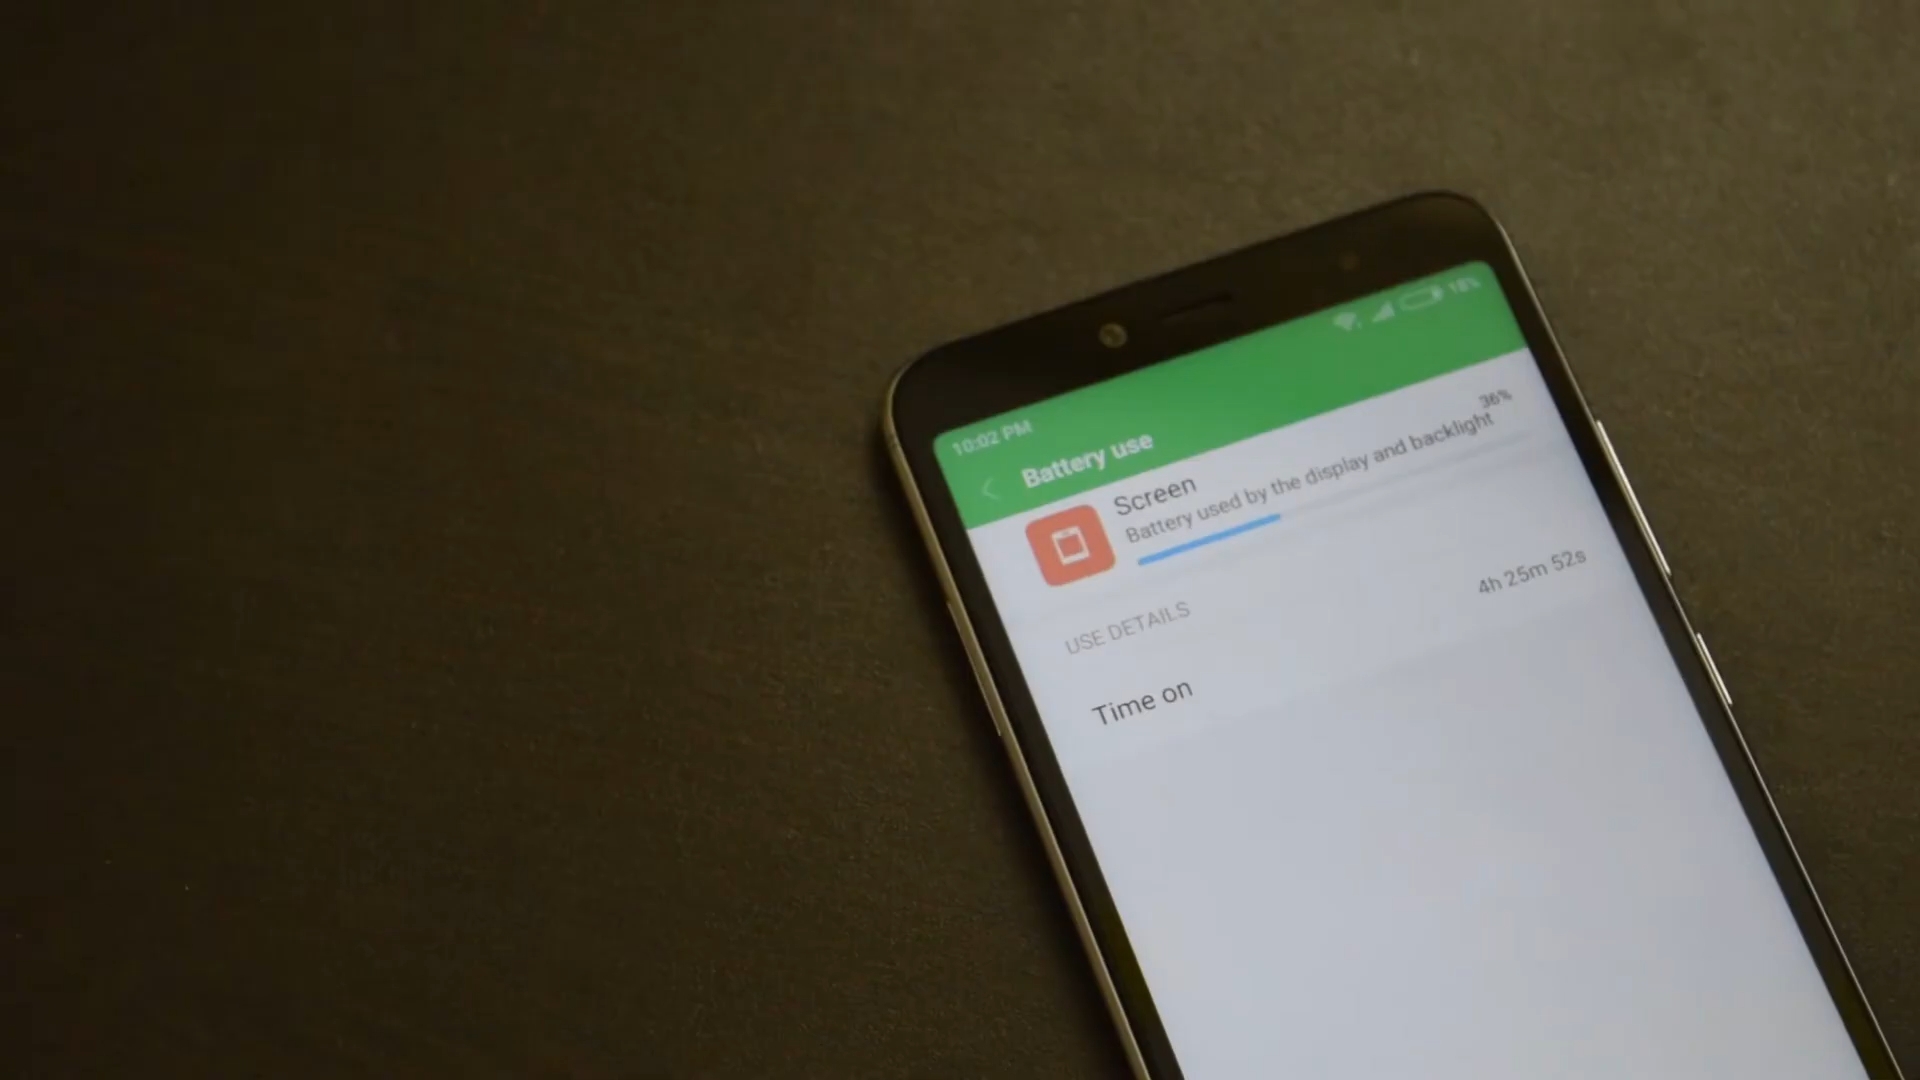 10:02 PM 18%
Battery use
Screen 36%
Battery used by the display and backlight
USE DETAILS
Time on 4h 25m 52s